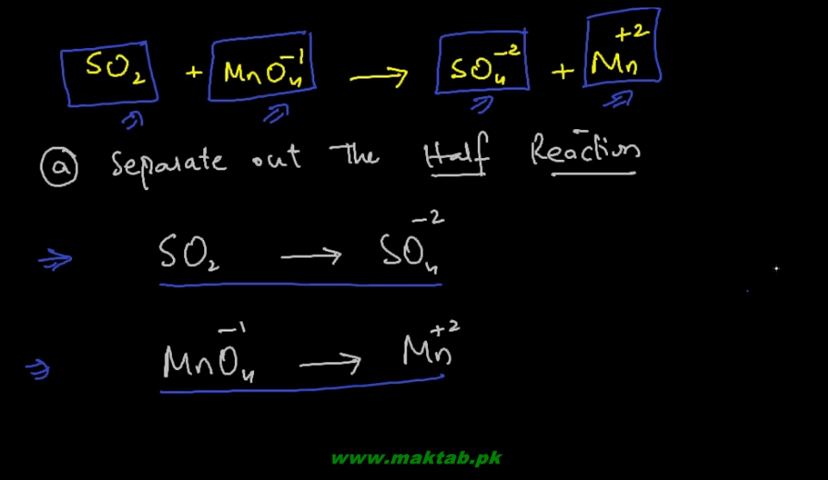 SO₂ + MnO₄⁻¹ → SO₄⁻² + Mn⁺²
(a) Separate out The Half Reaction
⇒ SO₂ → SO₄⁻²
⇒ MnO₄⁻¹ → Mn⁺²
www.maktab.pk